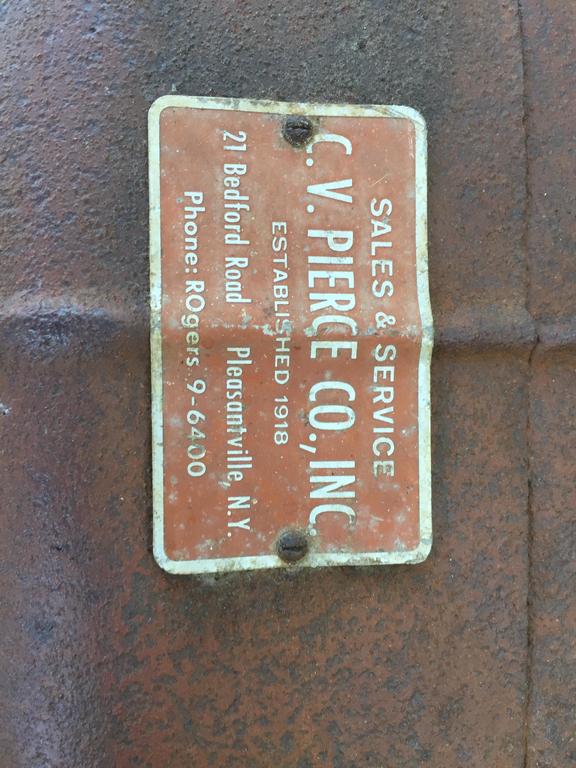 SALES & SERVICE
C. V. PIERCE CO., INC.
ESTABLISHED 1918
21 Bedford Road Pleasantville, N.Y.
Phone: ROgers 9-6400